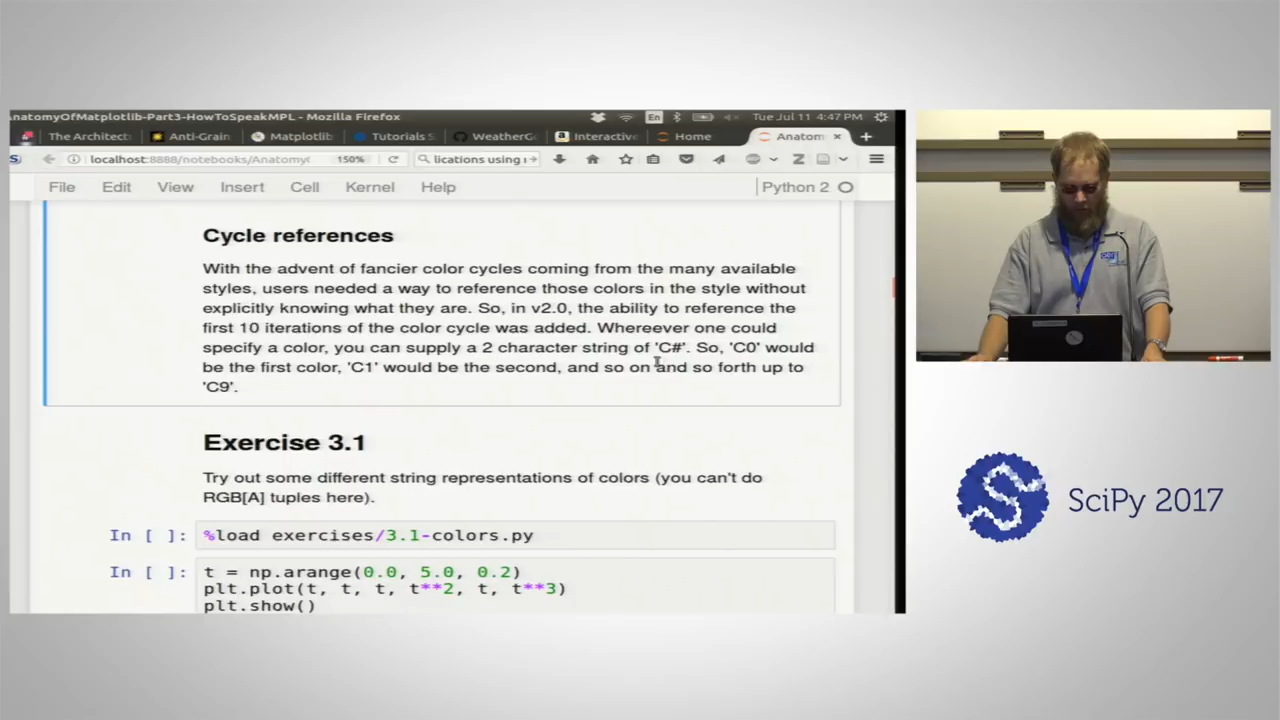 AnatomyOfMatplotlib-Part3-HowToSpeakMPL - Mozilla Firefox
En
Tue Jul 11 4:47 PM
The Architect
Anti-Grain
Matplotlib
Tutorials S
WeatherGe
Interactive
Home
Anatom
localhost:8888/notebooks/Anatomy
150%
lications using
File Edit View Insert Cell Kernel Help
Python 2
Cycle references
With the advent of fancier color cycles coming from the many available
styles, users needed a way to reference those colors in the style without
explicitly knowing what they are. So, in v2.0, the ability to reference the
first 10 iterations of the color cycle was added. Whereever one could
specify a color, you can supply a 2 character string of 'C#'. So, 'C0' would
be the first color, 'C1' would be the second, and so on and so forth up to
'C9'.
Exercise 3.1
Try out some different string representations of colors (you can't do
RGB[A] tuples here).
In [ ]: %load exercises/3.1-colors.py
In [ ]: t = np.arange(0.0, 5.0, 0.2)
plt.plot(t, t, t, t**2, t, t**3)
plt.show()
SciPy 2017